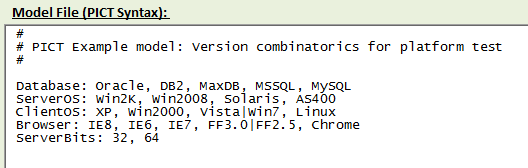 Model File (PICT Syntax):
#
# PICT Example model: Version combinatorics for platform test
#
Database: Oracle, DB2, MaxDB, MSSQL, MySQL
ServerOS: Win2K, Win2008, Solaris, AS400
ClientOS: XP, Win2000, Vista|Win7, Linux
Browser: IE8, IE6, IE7, FF3.0|FF2.5, Chrome
ServerBits: 32, 64